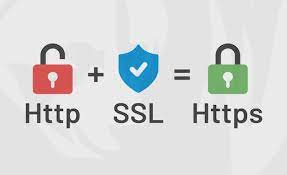 + =
Http SSL Https